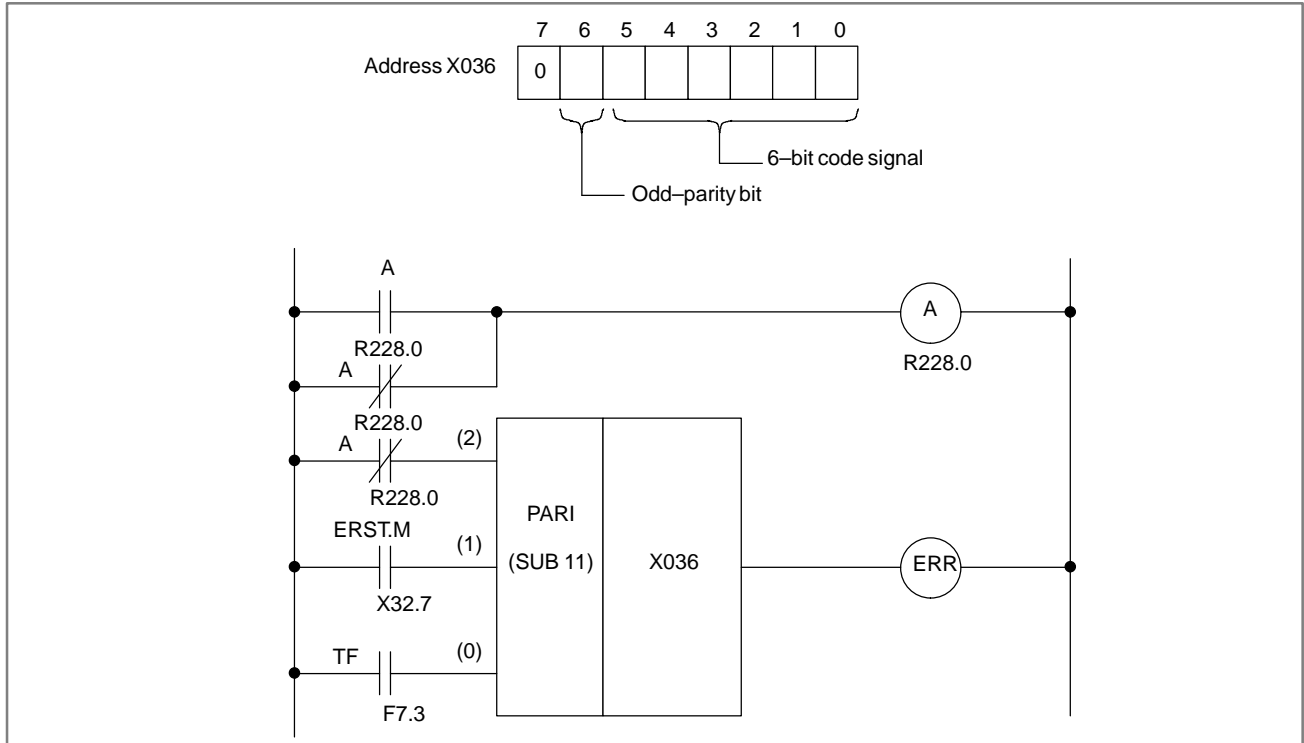 7 6 5 4 3 2 1 0
Address X036 0
6–bit code signal
Odd–parity bit
A
A
R228.0
R228.0
A
R228.0
A (2)
R228.0
PARI
ERST.M
(1) (SUB 11) X036 ERR
X32.7
TF (0)
F7.3